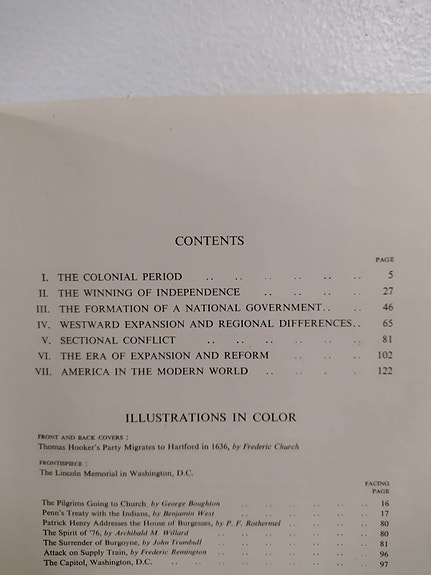 CONTENTS
PAGE
I. THE COLONIAL PERIOD .. .. .. .. .. .. 5
II. THE WINNING OF INDEPENDENCE .. .. .. .. 27
III. THE FORMATION OF A NATIONAL GOVERNMENT.. .. 46
IV. WESTWARD EXPANSION AND REGIONAL DIFFERENCES.. 65
V. SECTIONAL CONFLICT .. .. .. .. .. .. 81
VI. THE ERA OF EXPANSION AND REFORM .. .. .. 102
VII. AMERICA IN THE MODERN WORLD .. .. . .. 122
ILLUSTRATIONS IN COLOR
FRONT AND BACK COVERS :
Thomas Hooker's Party Migrates to Hartford in 1636, by Frederic Church
FRONTISPIECE :
The Lincoln Memorial in Washington, D.C.
FACING
PAGE
The Pilgrims Going to Church, by George Boughton .. .. .. .. 16
Penn's Treaty with the Indians, by Benjamin West .. .. .. .. 17
Patrick Henry Addresses the House of Burgesses, by P. F. Rothermel .. .. 80
The Spirit of '76, by Archibald M. Willard .. .. .. .. .. 80
The Surrender of Burgoyne, by John Trumbull .. .. .. .. .. 81
Attack on Supply Train, by Frederic Remington .. .. .. .. .. 96
The Capitol, Washington, D.C. .. .. .. .. .. .. .. .. 97